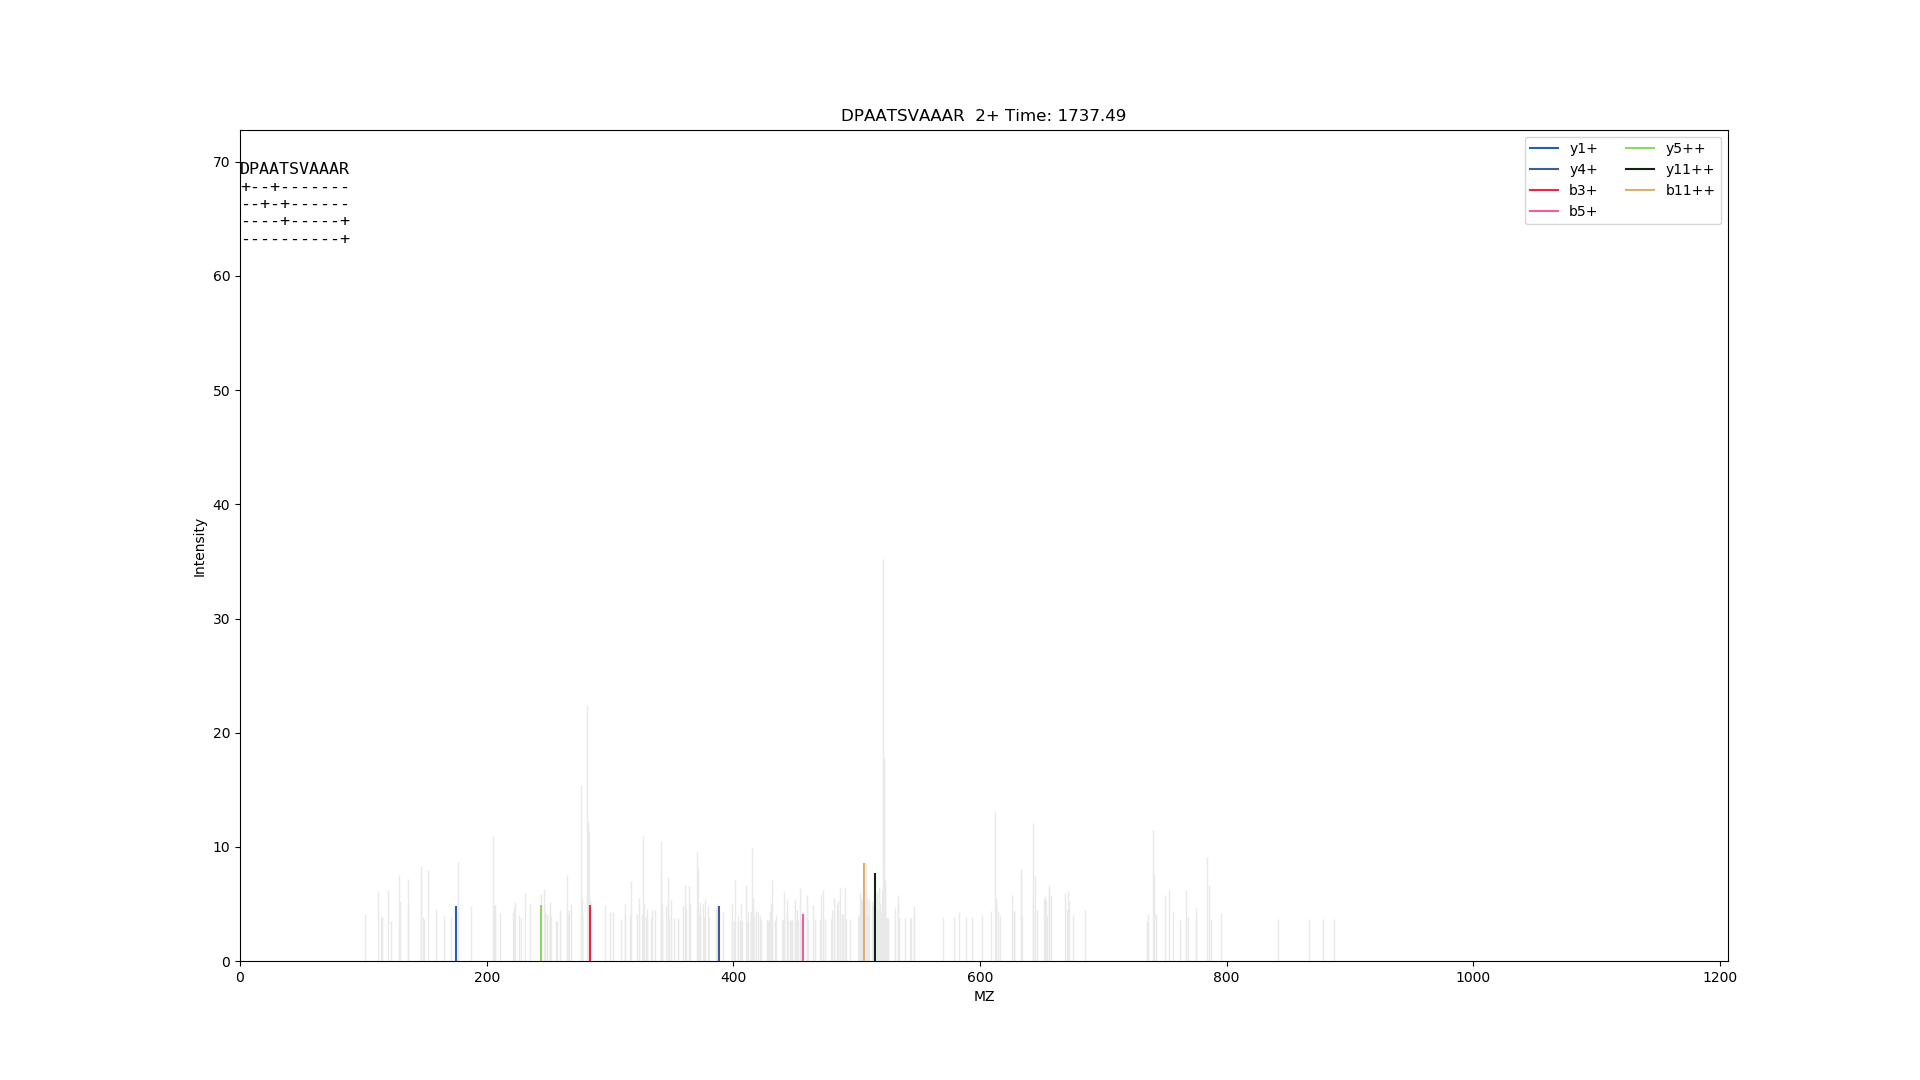 DPAATSVAAAR  2+ Time: 1737.49
DPAATSVAAAR
+--+-------
--+-+------
----+-----+
----------+
y1+
y4+
b3+
b5+
y5++
y11++
b11++
70
60
50
40
30
20
10
0
Intensity
0 200 400 600 800 1000 1200
MZ